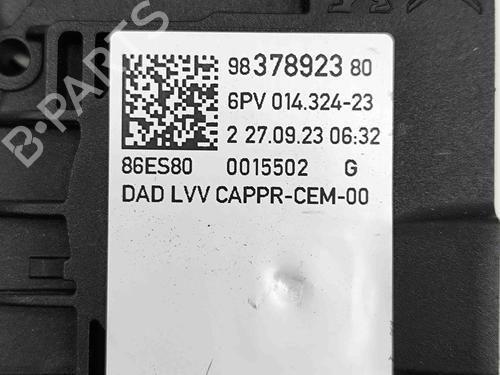 98 378923 80
6PV 014.324-23
2 27.09.23 06:32
86ES80 0015502 G
DAD LVV CAPPR-CEM-00
B-PARTS